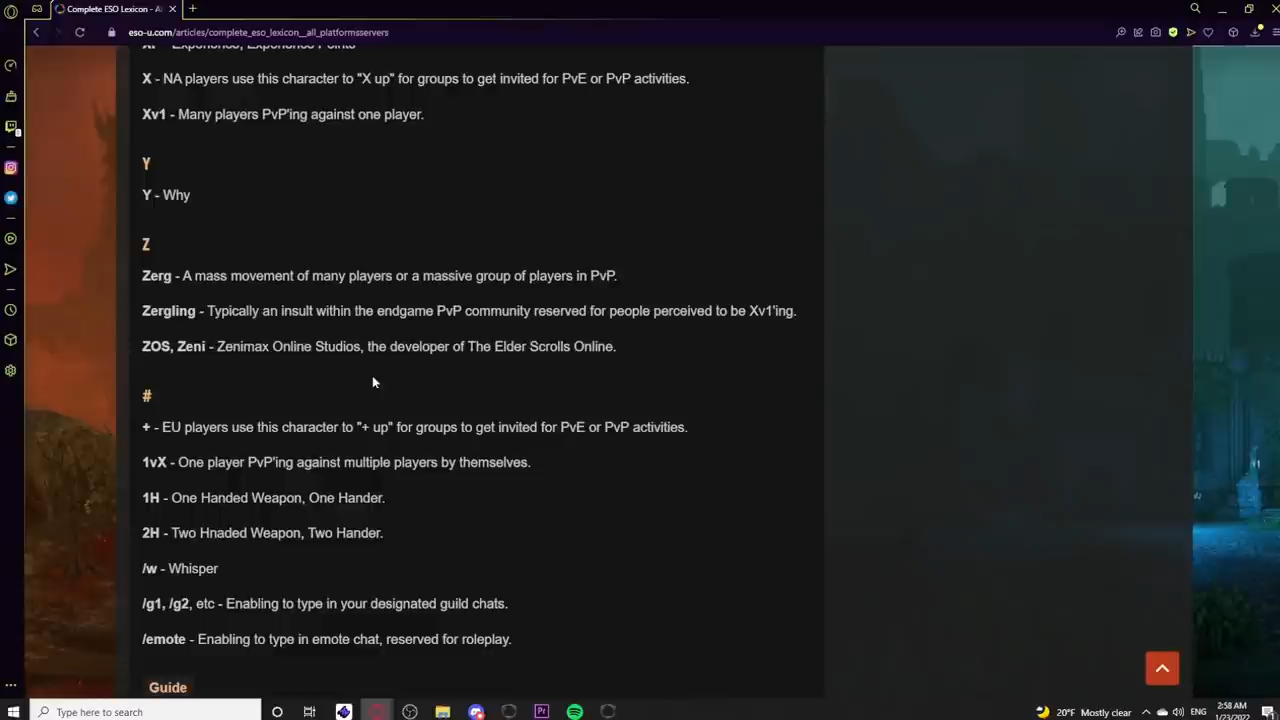 Complete ESO Lexicon - A
eso-u.com/articles/complete_eso_lexicon__all_platformsservers
XP - Experience, Experience Points
X - NA players use this character to "X up" for groups to get invited for PvE or PvP activities.
Xv1 - Many players PvP'ing against one player.
Y
Y - Why
Z
Zerg - A mass movement of many players or a massive group of players in PvP.
Zergling - Typically an insult within the endgame PvP community reserved for people perceived to be Xv1'ing.
ZOS, Zeni - Zenimax Online Studios, the developer of The Elder Scrolls Online.
#
+ - EU players use this character to "+ up" for groups to get invited for PvE or PvP activities.
1vX - One player PvP'ing against multiple players by themselves.
1H - One Handed Weapon, One Hander.
2H - Two Hnaded Weapon, Two Hander.
/w - Whisper
/g1, /g2, etc - Enabling to type in your designated guild chats.
/emote - Enabling to type in emote chat, reserved for roleplay.
Guide
Type here to search
Pr
20°F Mostly clear
ENG
2:58 AM
1/23/2022